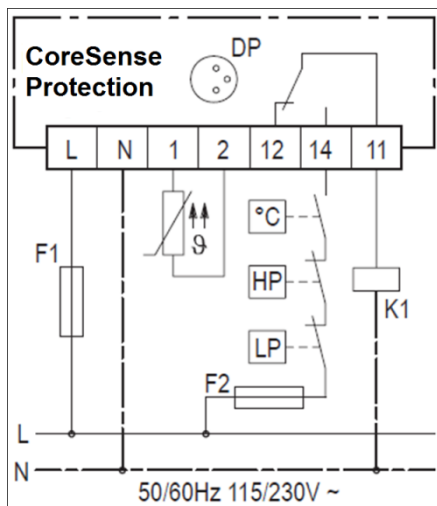 CoreSense
Protection
DP
L N 1 2 12 14 11
°C
ϑ
F1
HP
K1
LP
F2
L
N
50/60Hz 115/230V ~